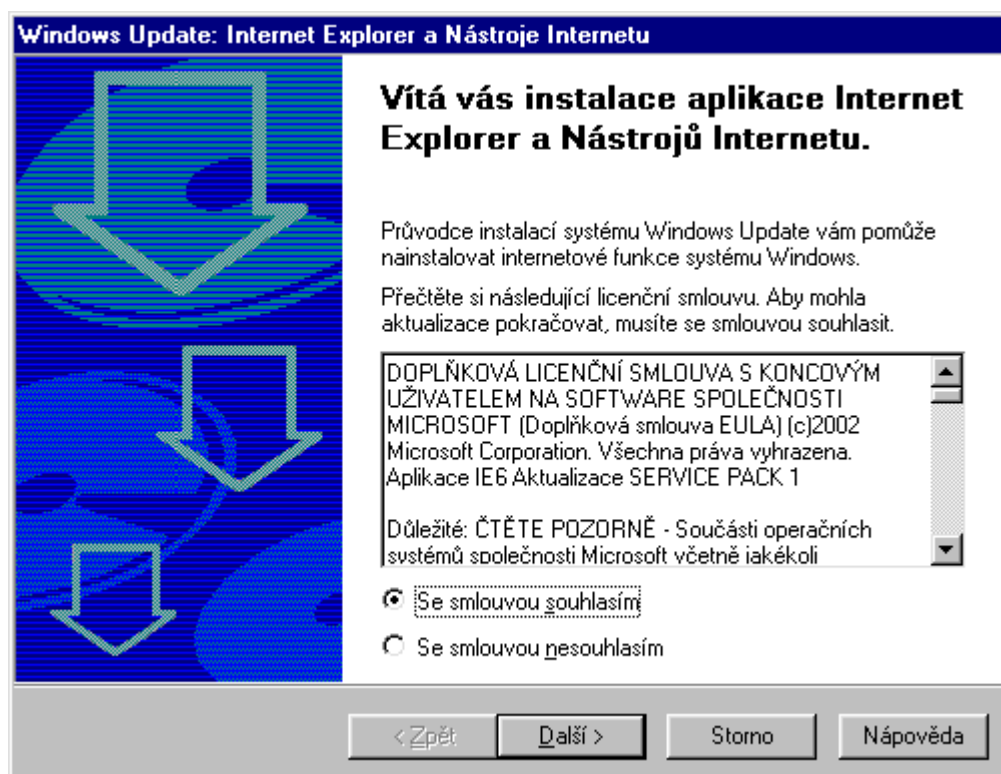 Windows Update: Internet Explorer a Nástroje Internetu
Vítá vás instalace aplikace Internet
Explorer a Nástrojů Internetu.
Průvodce instalací systému Windows Update vám pomůže
nainstalovat internetové funkce systému Windows.
Přečtěte si následující licenční smlouvu. Aby mohla
aktualizace pokračovat, musíte se smlouvou souhlasit.
DOPLŇKOVÁ LICENČNÍ SMLOUVA S KONCOVÝM
UŽIVATELEM NA SOFTWARE SPOLEČNOSTI
MICROSOFT (Doplňková smlouva EULA) (c)2002
Microsoft Corporation. Všechna práva vyhrazena.
Aplikace IE6 Aktualizace SERVICE PACK 1
Důležité: ČTĚTE POZORNĚ - Součásti operačních
systémů společnosti Microsoft včetně jakékoli
Se smlouvou souhlasím
Se smlouvou nesouhlasím
< Zpět
Další >
Storno
Nápověda